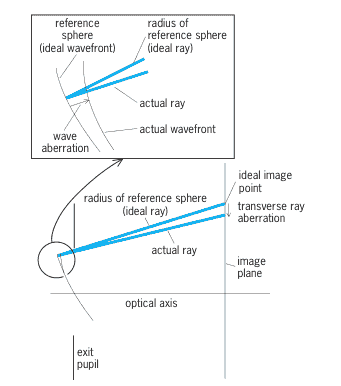 reference
sphere
(ideal wavefront)
radius of
reference sphere
(ideal ray)
actual ray
wave
aberration
actual wavefront
ideal image
point
radius of reference sphere
(ideal ray)
transverse ray
aberration
actual ray
image
plane
optical axis
exit
pupil